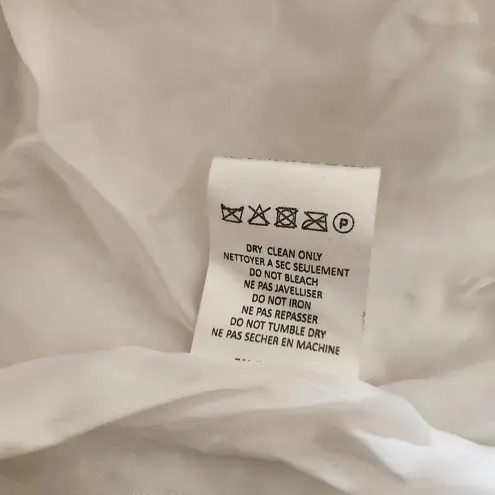 P
DRY CLEAN ONLY
NETTOYER A SEC SEULEMENT
DO NOT BLEACH
NE PAS JAVELLISER
DO NOT IRON
NE PAS REPASSER
DO NOT TUMBLE DRY
NE PAS SECHER EN MACHINE